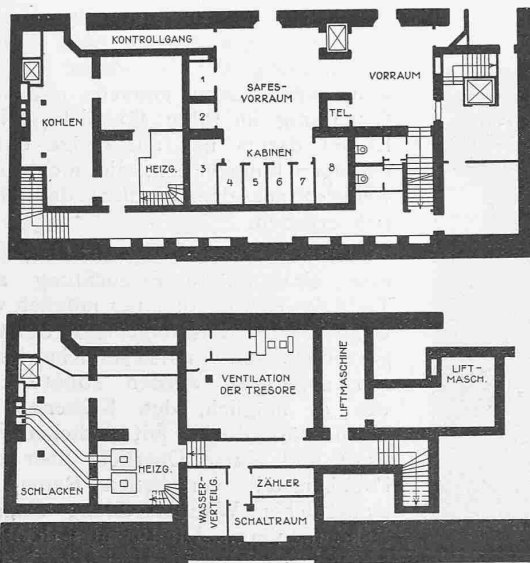 KONTROLLGANG
1
SAFES-
VORRAUM
VORRAUM
KOHLEN
2
TEL.
KABINEN
HEIZG.
3
4
5
6
7
8
VENTILATION
DER TRESORE
LIFTMASCHINE
LIFT-
MASCH.
HEIZG.
SCHLACKEN
WASSER-
VERTEILG.
ZÄHLER
SCHALTRAUM